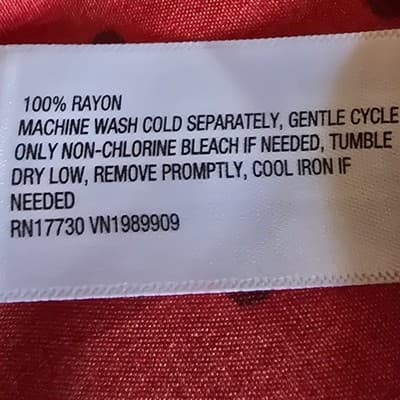 100% RAYON
MACHINE WASH COLD SEPARATELY, GENTLE CYCLE
ONLY NON-CHLORINE BLEACH IF NEEDED, TUMBLE
DRY LOW, REMOVE PROMPTLY, COOL IRON IF
NEEDED
RN17730 VN1989909